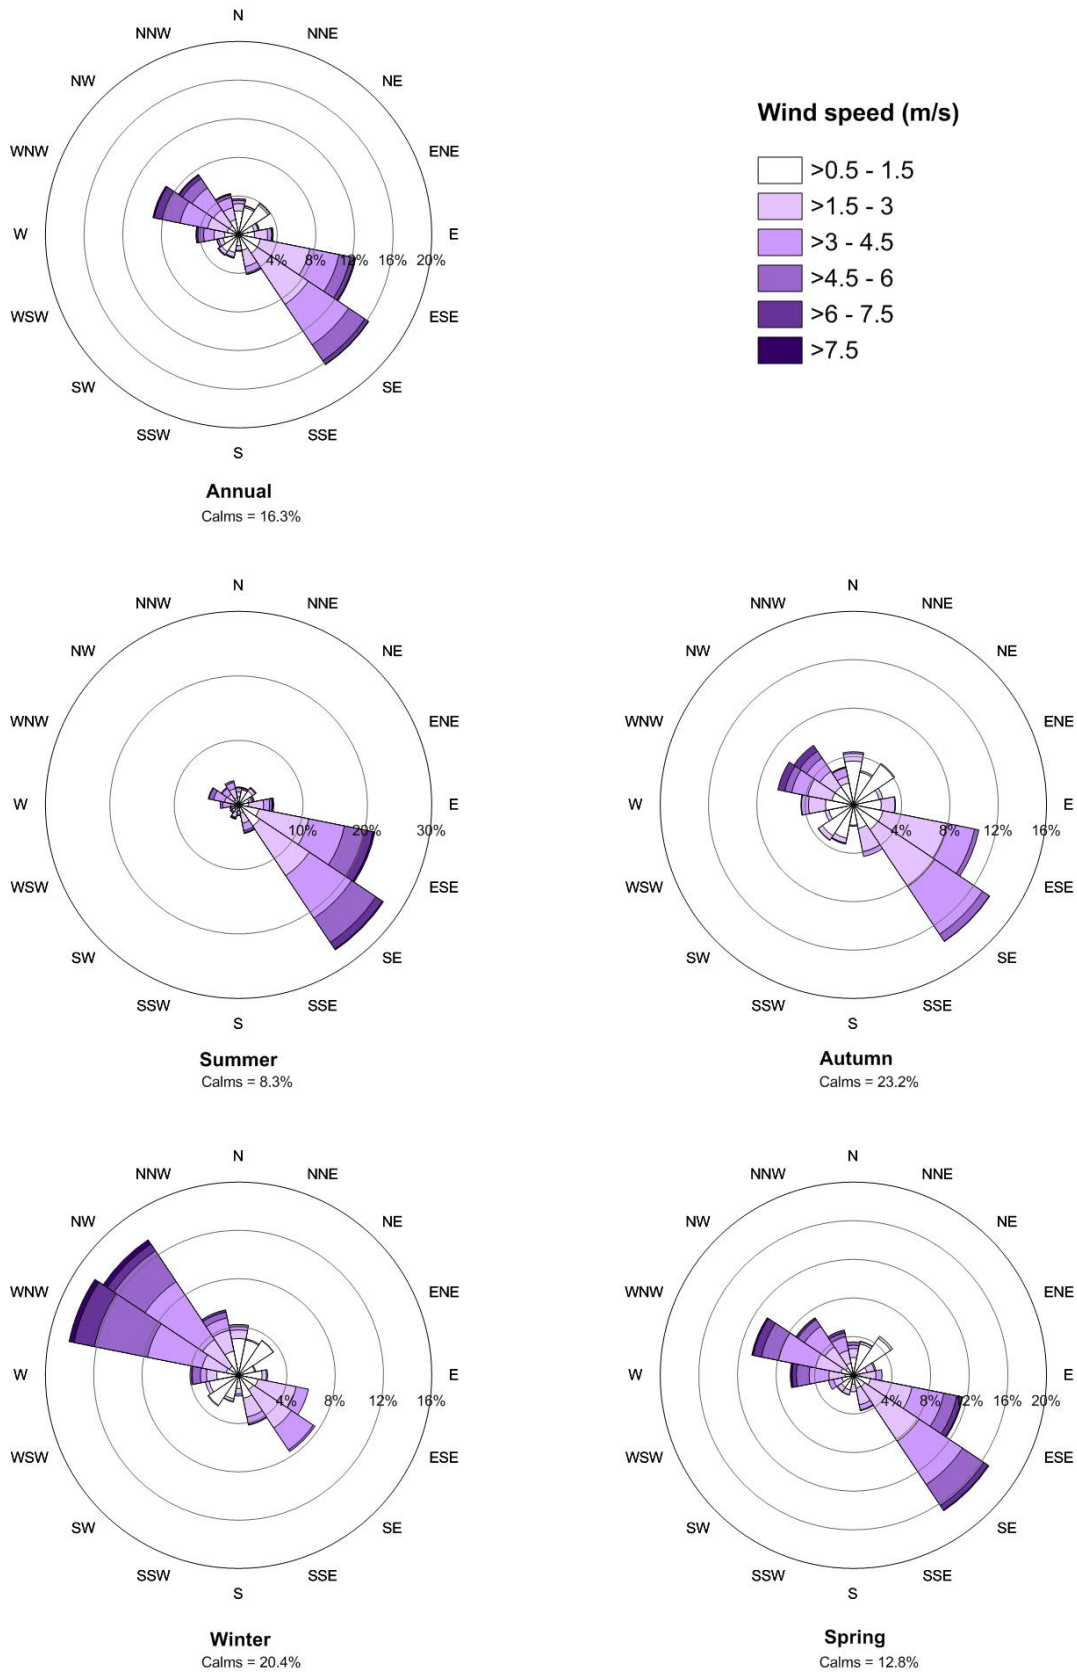 N
NNW NNE
NW NE
WNW ENE
W E
4% 8% 12% 16% 20%
WSW ESE
SW SE
SSW SSE
S
Annual
Calms = 16.3%
Wind speed (m/s)
>0.5 - 1.5
>1.5 - 3
>3 - 4.5
>4.5 - 6
>6 - 7.5
>7.5
N
NNW NNE
NW NE
WNW ENE
W E
10% 20% 30%
WSW ESE
SW SE
SSW SSE
S
Summer
Calms = 8.3%
N
NNW NNE
NW NE
WNW ENE
W E
4% 8% 12% 16%
WSW ESE
SW SE
SSW SSE
S
Autumn
Calms = 23.2%
N
NNW NNE
NW NE
WNW ENE
W E
4% 8% 12% 16%
WSW ESE
SW SE
SSW SSE
S
Winter
Calms = 20.4%
N
NNW NNE
NW NE
WNW ENE
W E
4% 8% 12% 16% 20%
WSW ESE
SW SE
SSW SSE
S
Spring
Calms = 12.8%